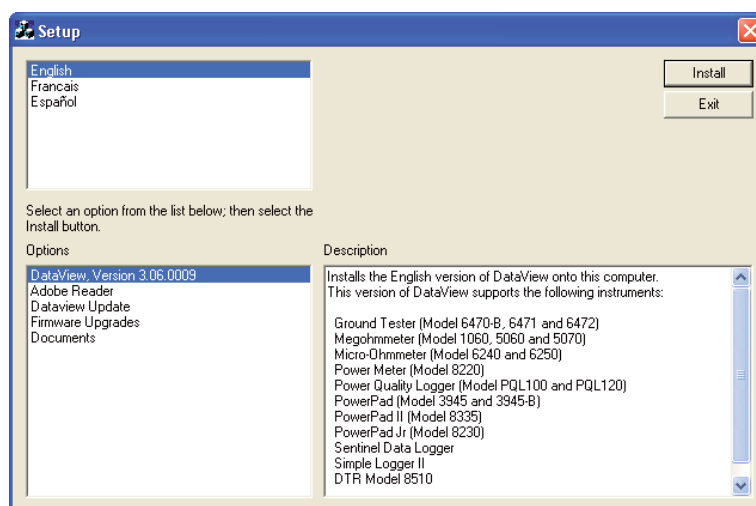 Setup
English
Francais
Español
Install
Exit
Select an option from the list below; then select the
Install button.
Options
DataView, Version 3.06.0009
Adobe Reader
Dataview Update
Firmware Upgrades
Documents
Description
Installs the English version of DataView onto this computer.
This version of DataView supports the following instruments:
Ground Tester (Model 6470-B, 6471 and 6472)
Megohmmeter (Model 1060, 5060 and 5070)
Micro-Ohmmeter (Model 6240 and 6250)
Power Meter (Model 8220)
Power Quality Logger (Model PQL100 and PQL120)
PowerPad (Model 3945 and 3945-B)
PowerPad II (Model 8335)
PowerPad Jr (Model 8230)
Sentinel Data Logger
Simple Logger II
DTR Model 8510